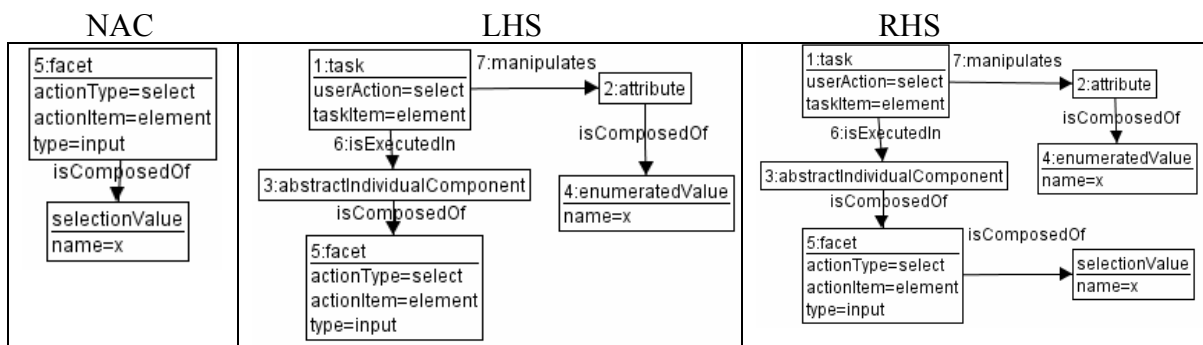 NAC
LHS
RHS
5:facet
actionType=select
actionItem=element
type=input
isComposedOf
selectionValue
name=x
1:task
userAction=select
taskItem=element
7:manipulates
2:attribute
6:isExecutedIn
isComposedOf
3:abstractIndividualComponent
4:enumeratedValue
name=x
isComposedOf
5:facet
actionType=select
actionItem=element
type=input
1:task
userAction=select
taskItem=element
7:manipulates
2:attribute
6:isExecutedIn
isComposedOf
3:abstractIndividualComponent
4:enumeratedValue
name=x
isComposedOf
5:facet
actionType=select
actionItem=element
type=input
isComposedOf
selectionValue
name=x